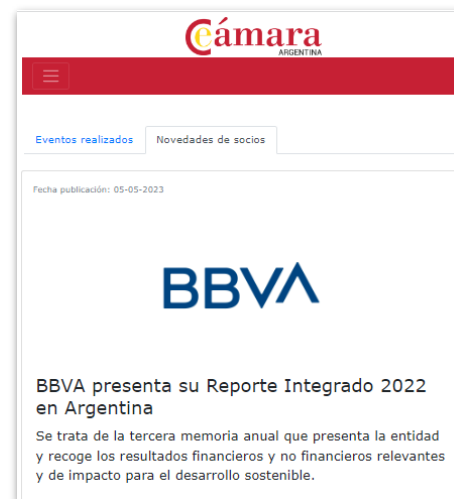 Cámara
ARGENTINA
Eventos realizados
Novedades de socios
Fecha publicación: 05-05-2023
BBVA
BBVA presenta su Reporte Integrado 2022
en Argentina
Se trata de la tercera memoria anual que presenta la entidad
y recoge los resultados financieros y no financieros relevantes
y de impacto para el desarrollo sostenible.